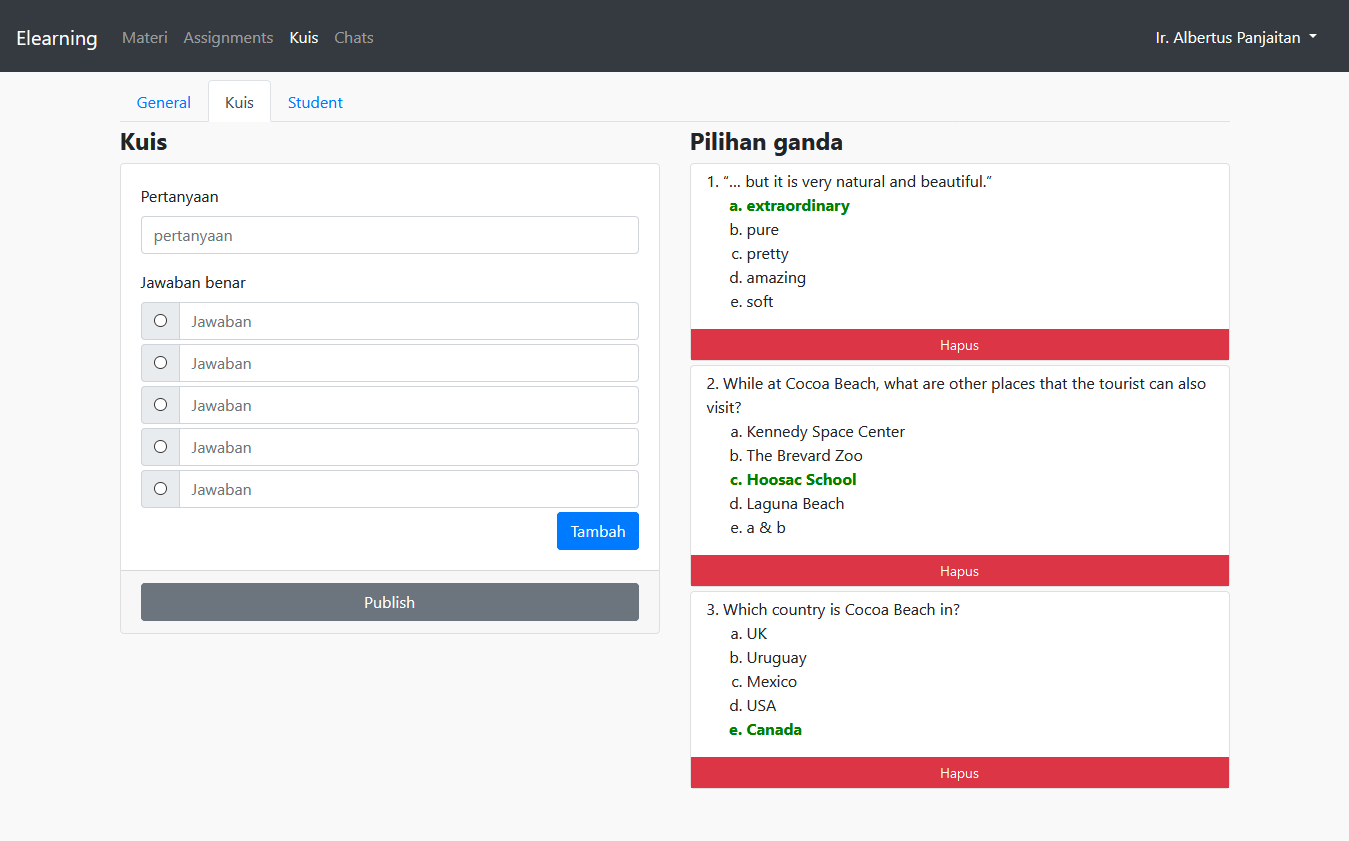 Elearning Materi Assignments Kuis Chats Ir. Albertus Panjaitan
General Kuis Student
Kuis
Pertanyaan
pertanyaan
Jawaban benar
Jawaban
Jawaban
Jawaban
Jawaban
Jawaban
Tambah
Publish
Pilihan ganda
1. “... but it is very natural and beautiful.”
a. extraordinary
b. pure
c. pretty
d. amazing
e. soft
Hapus
2. While at Cocoa Beach, what are other places that the tourist can also
visit?
a. Kennedy Space Center
b. The Brevard Zoo
c. Hoosac School
d. Laguna Beach
e. a & b
Hapus
3. Which country is Cocoa Beach in?
a. UK
b. Uruguay
c. Mexico
d. USA
e. Canada
Hapus